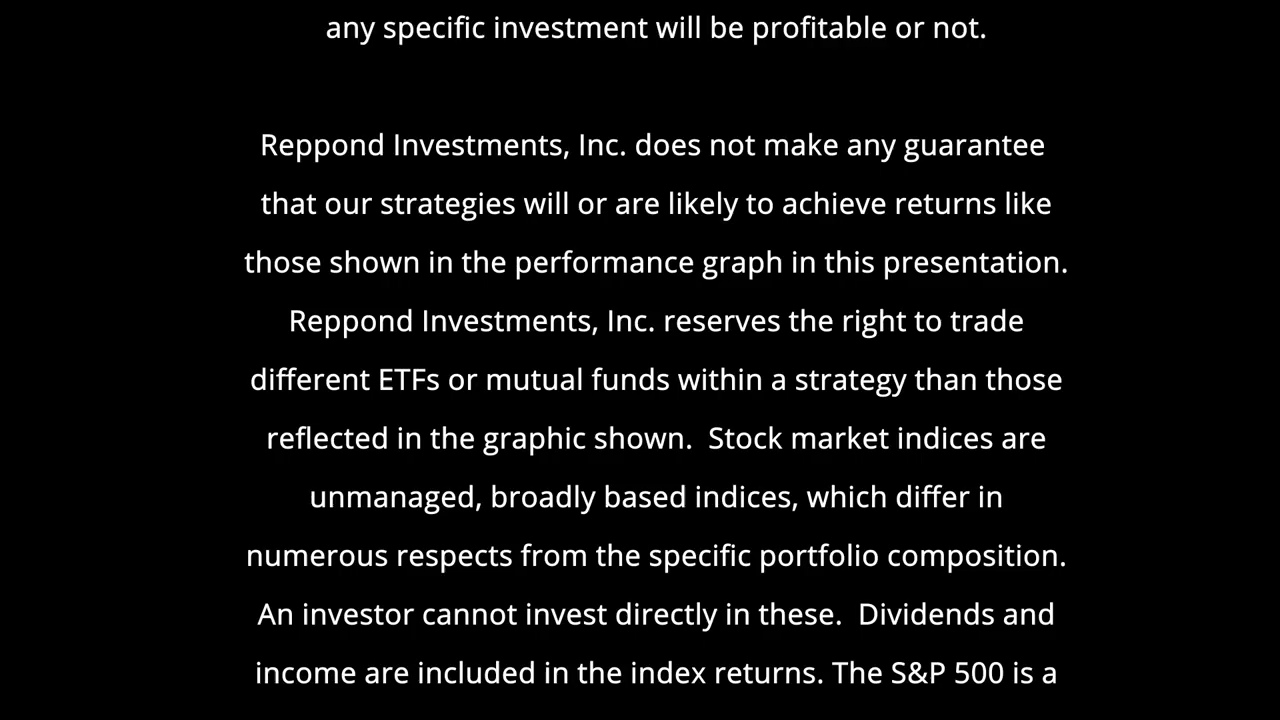 any specific investment will be profitable or not.
Reppond Investments, Inc. does not make any guarantee
that our strategies will or are likely to achieve returns like
those shown in the performance graph in this presentation.
Reppond Investments, Inc. reserves the right to trade
different ETFs or mutual funds within a strategy than those
reflected in the graphic shown.  Stock market indices are
unmanaged, broadly based indices, which differ in
numerous respects from the specific portfolio composition.
An investor cannot invest directly in these.  Dividends and
income are included in the index returns. The S&P 500 is a